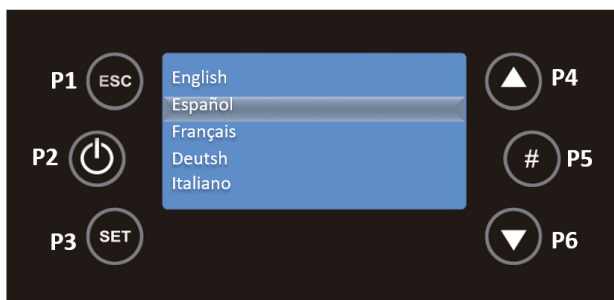 P1 ESC
English
Español
Français
Deutsh
Italiano
P2
P3 SET
P4
# P5
P6